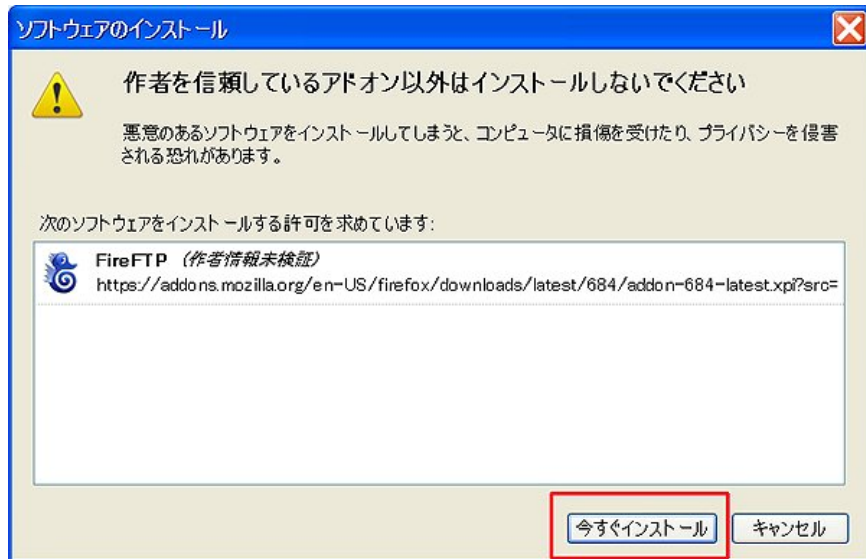 ソフトウェアのインストール
作者を信頼しているアドオン以外はインストールしないでください
悪意のあるソフトウェアをインストールしてしまうと、コンピュータに損傷を受けたり、プライバシーを侵害
される恐れがあります。
次のソフトウェアをインストールする許可を求めています:
FireFTP (作者情報未検証)
https://addons.mozilla.org/en-US/firefox/downloads/latest/684/addon-684-latest.xpi?src=
今すぐインストール キャンセル